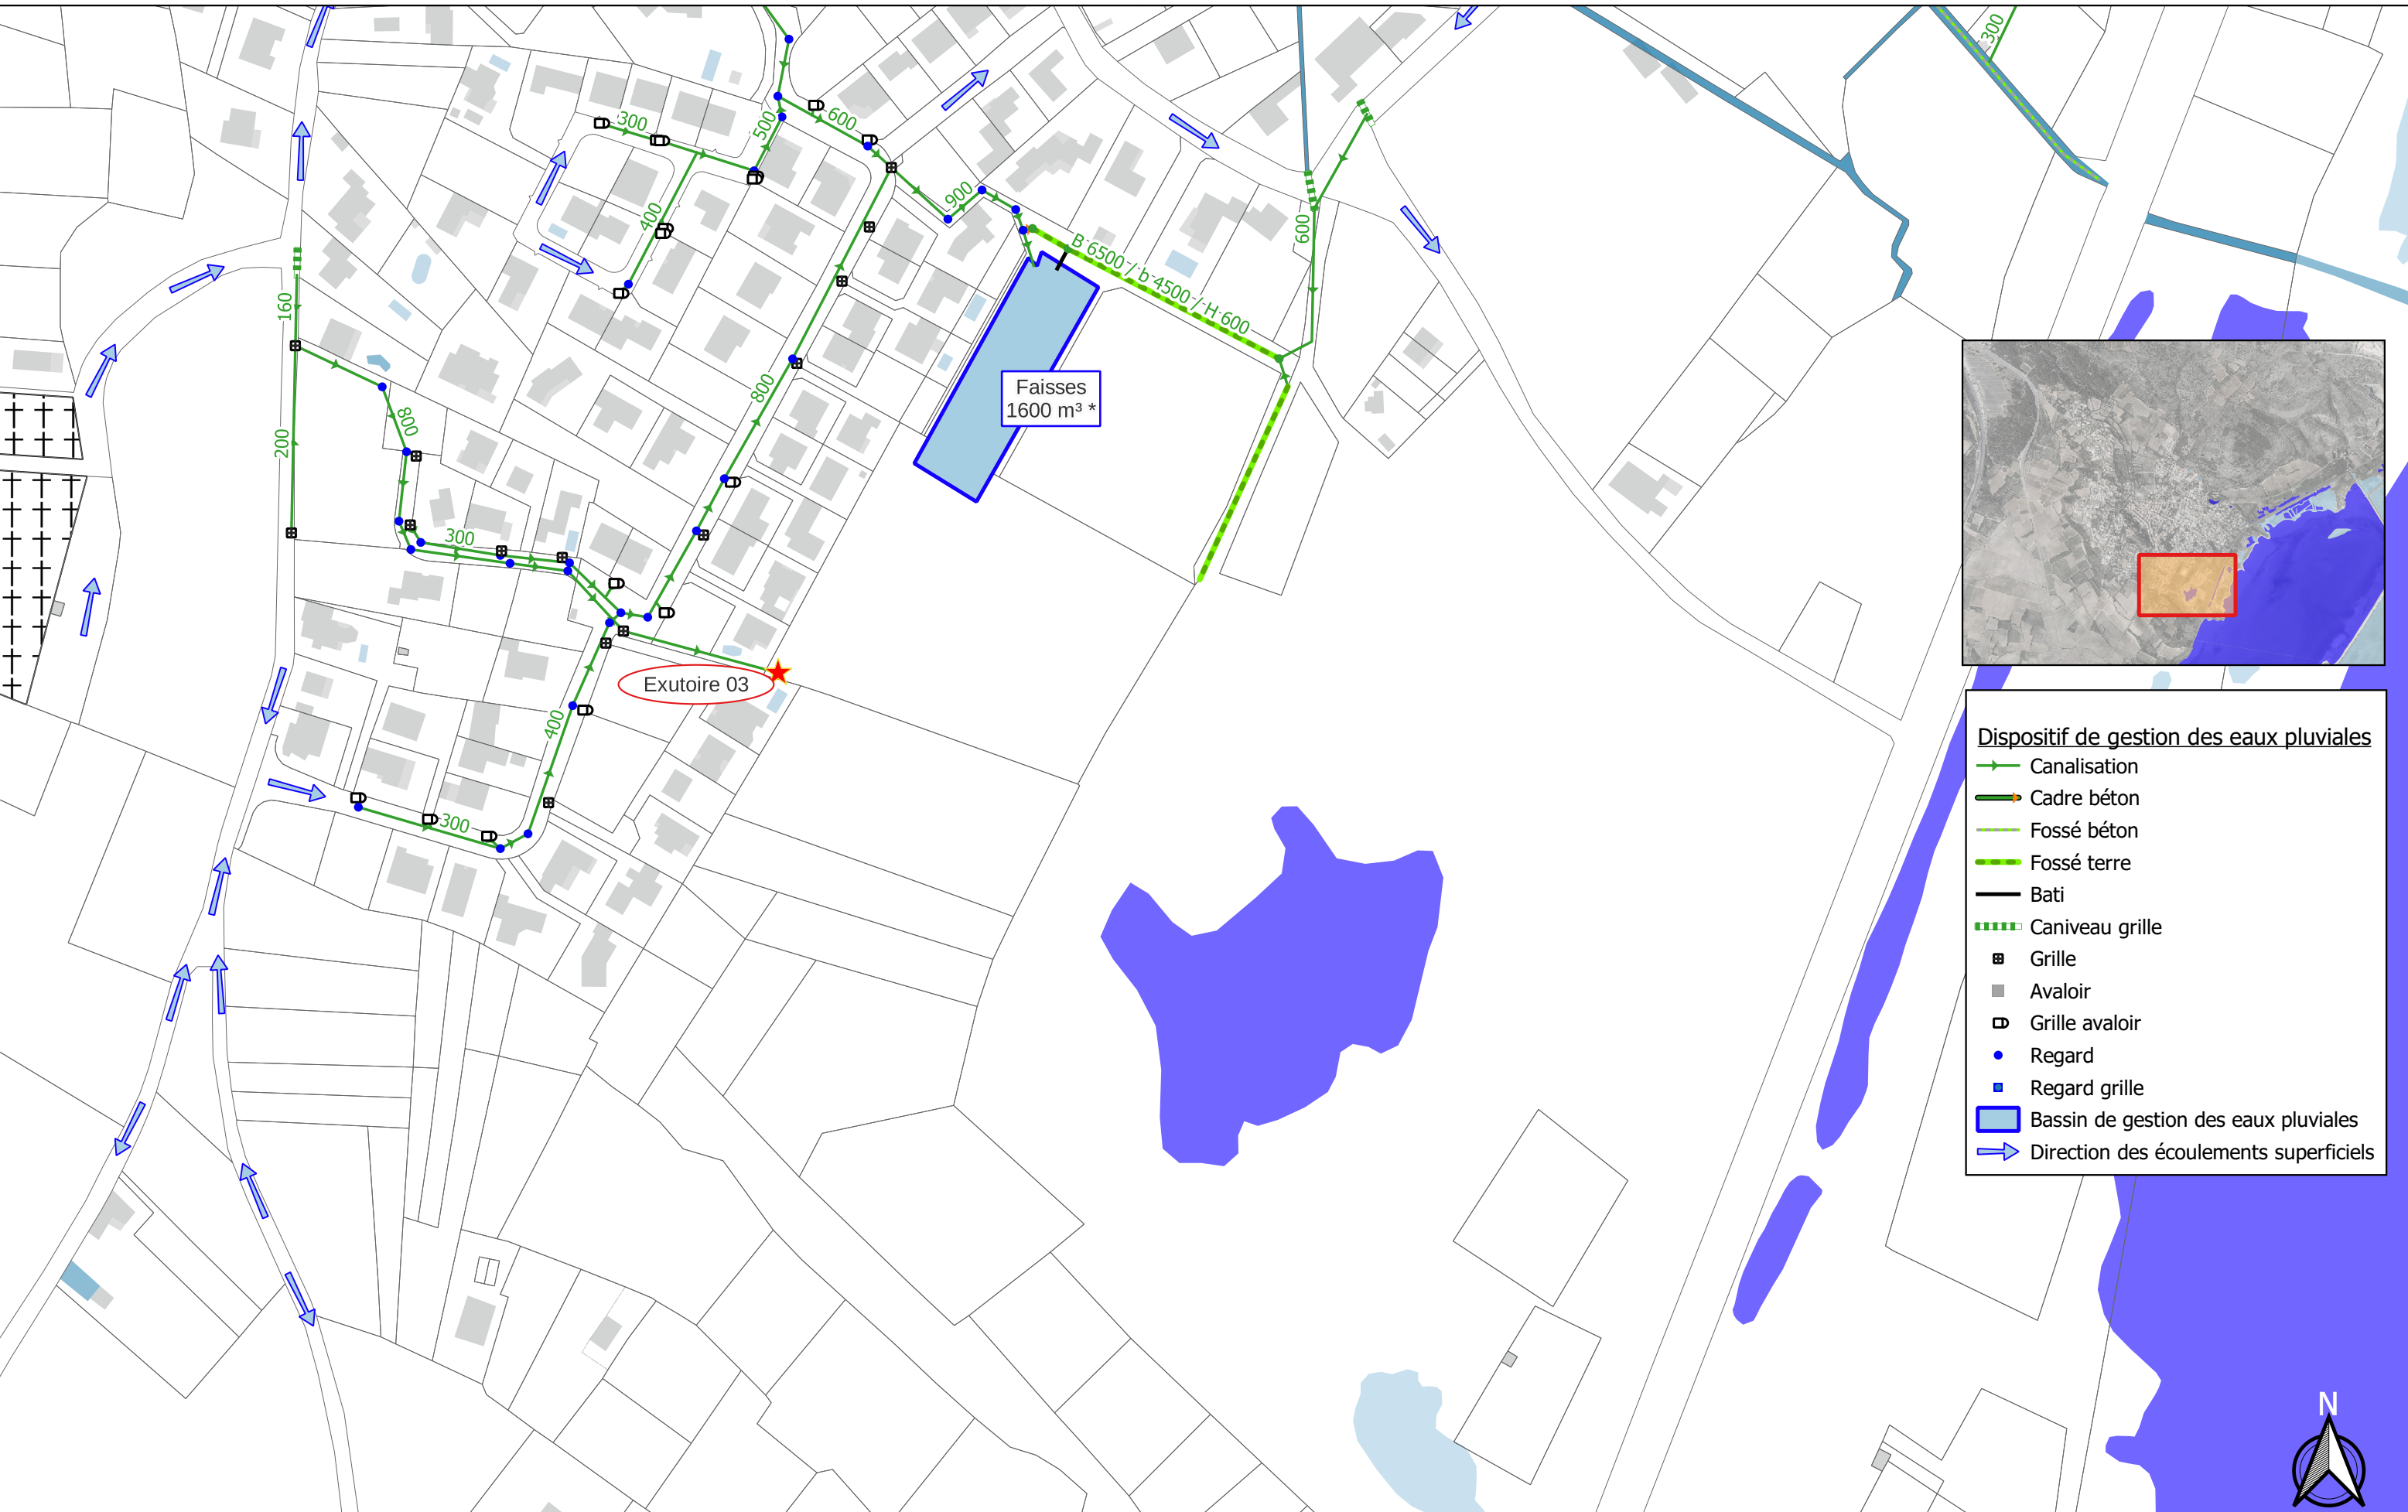 300
300
600
500
900
400
600
B 6500 / b 4500 / H 600
160
Faisses
1600 m³ *
800
800
200
300
Exutoire 03
400
300
Dispositif de gestion des eaux pluviales
Canalisation
Cadre béton
Fossé béton
Fossé terre
Bati
Caniveau grille
Grille
Avaloir
Grille avaloir
Regard
Regard grille
Bassin de gestion des eaux pluviales
Direction des écoulements superficiels
N